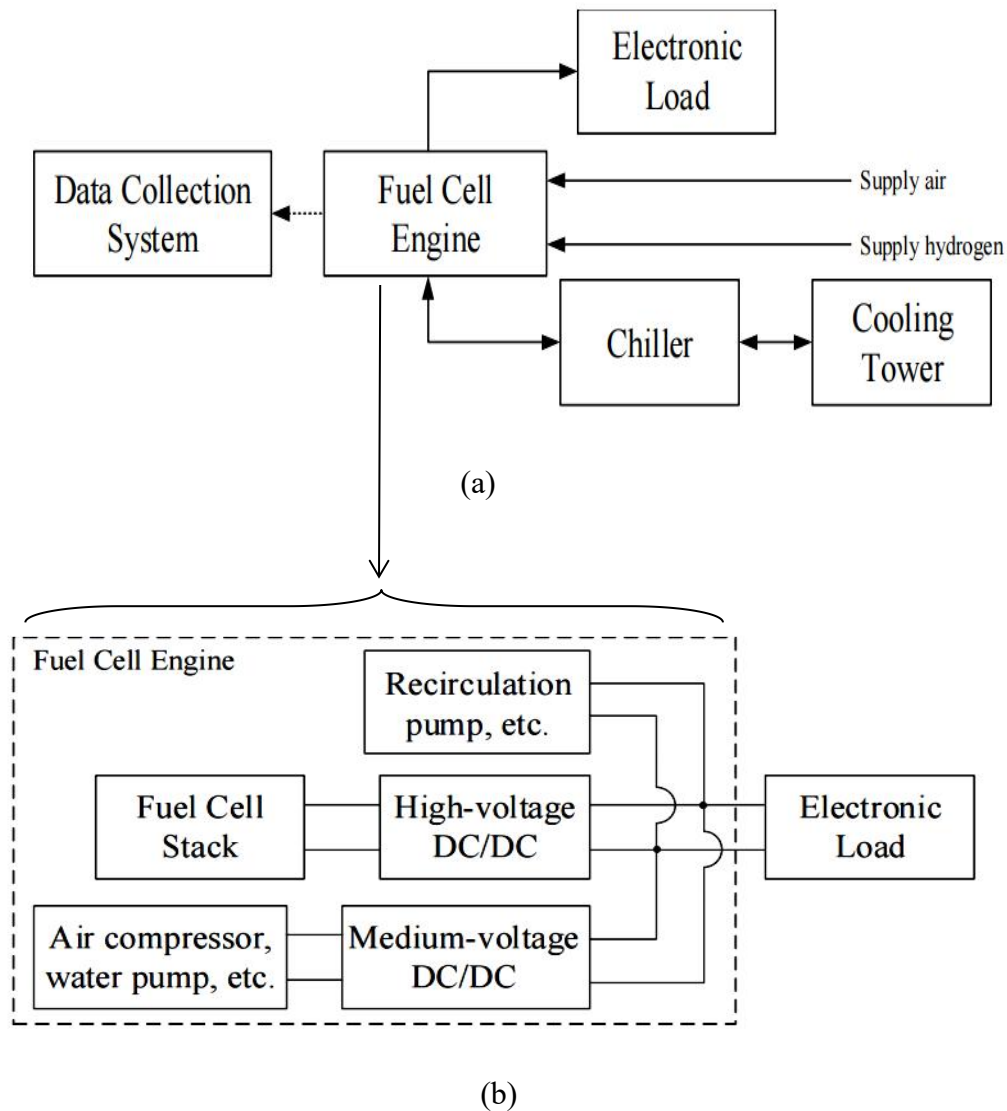 Electronic
Load
Data Collection
System
Fuel Cell
Engine
Supply air
Supply hydrogen
Chiller
Cooling
Tower
(a)
Fuel Cell Engine
Recirculation
pump, etc.
Fuel Cell
Stack
High-voltage
DC/DC
Electronic
Load
Air compressor,
water pump, etc.
Medium-voltage
DC/DC
(b)